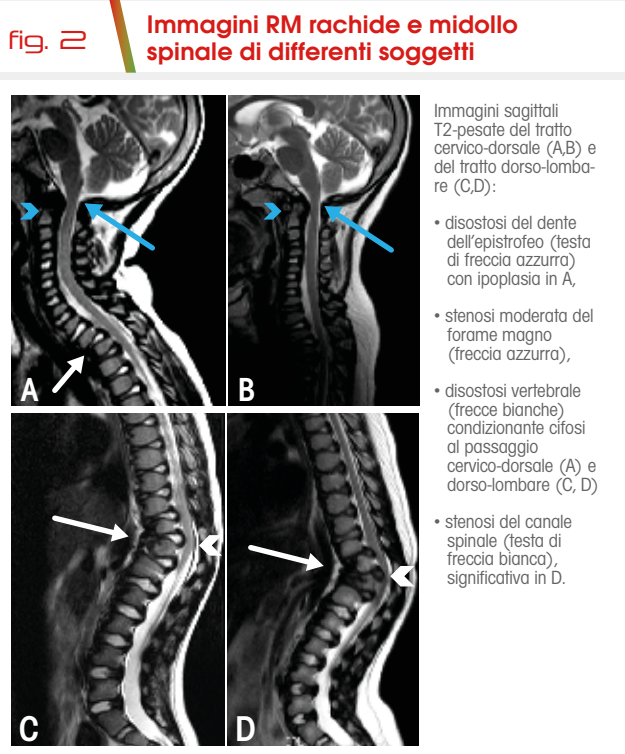 fig. 2
Immagini RM rachide e midollo
spinale di differenti soggetti
Immagini sagittali
T2-pesate del tratto
cervico-dorsale (A,B) e
del tratto dorso-lomba-
re (C,D):
• disostosi del dente
dell'epistrofeo (testa
di freccia azzurra)
con ipoplasia in A,
• stenosi moderata del
forame magno
(freccia azzurra),
• disostosi vertebrale
(frecce bianche)
condizionante cifosi
al passaggio
cervico-dorsale (A) e
dorso-lombare (C, D)
• stenosi del canale
spinale (testa di
freccia bianca),
significativa in D.
A
B
C
D